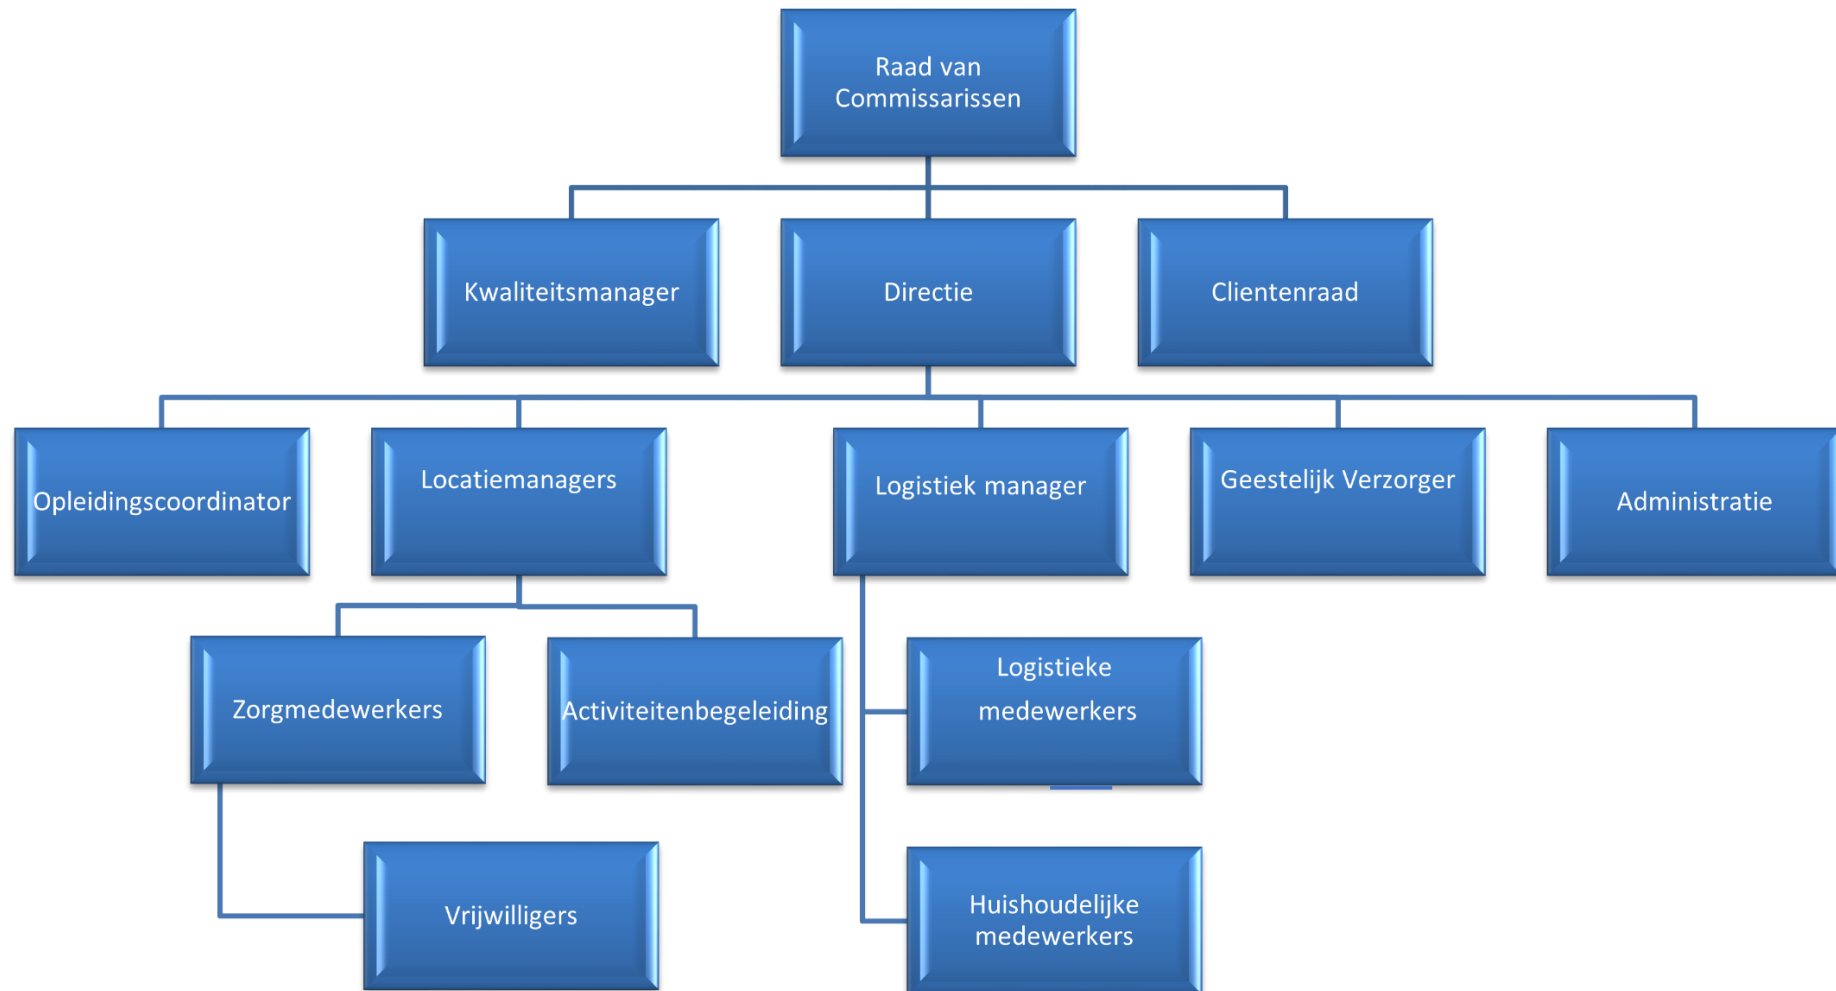 Raad van
Commissarissen
Kwaliteitsmanager
Directie
Clientenraad
Opleidingscoordinator
Locatiemanagers
Logistiek manager
Geestelijk Verzorger
Administratie
Zorgmedewerkers
Activiteitenbegeleiding
Logistieke
medewerkers
Vrijwilligers
Huishoudelijke
medewerkers